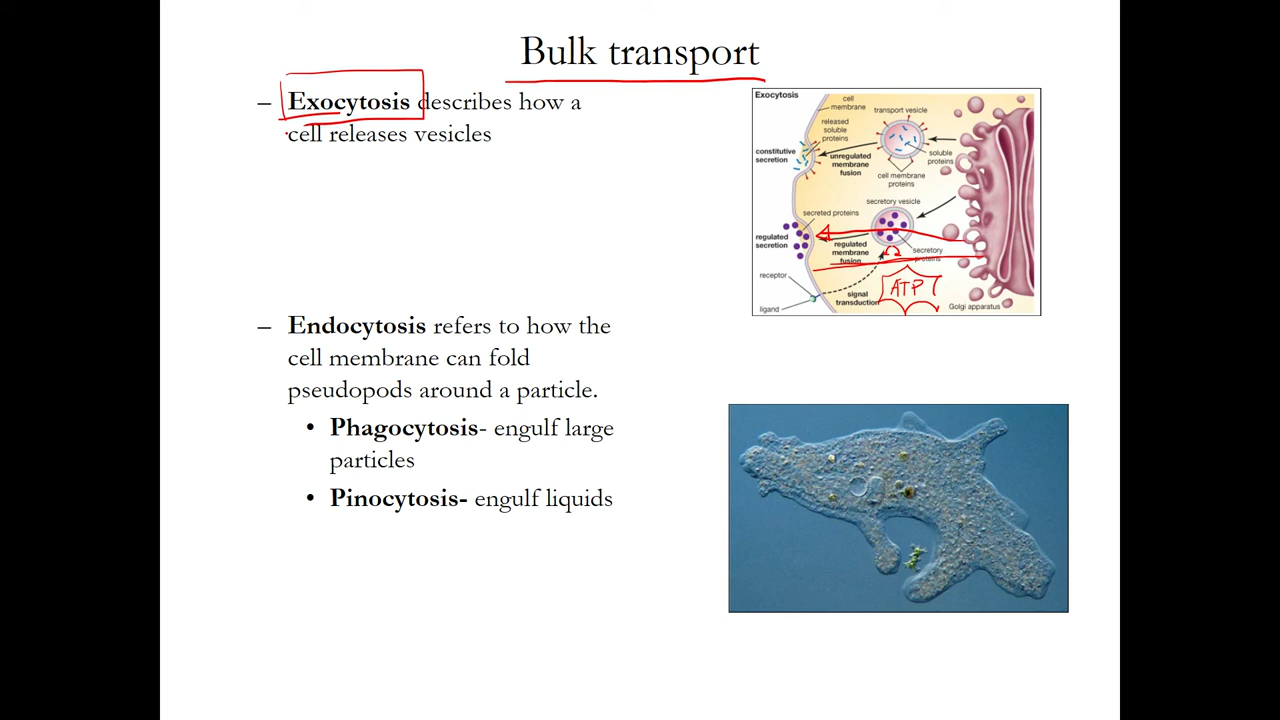 Bulk transport
– Exocytosis describes how a
cell releases vesicles
Exocytosis
cell
membrane
transport vesicle
released
soluble
proteins
constitutive
secretion
unregulated
membrane
fusion
soluble
proteins
cell membrane
proteins
secretory vesicle
secreted proteins
regulated
secretion
regulated
membrane
fusion
secretory
proteins
receptor
signal
transduction
ATP
ligand
Golgi apparatus
– Endocytosis refers to how the
cell membrane can fold
pseudopods around a particle.
• Phagocytosis- engulf large
particles
• Pinocytosis- engulf liquids